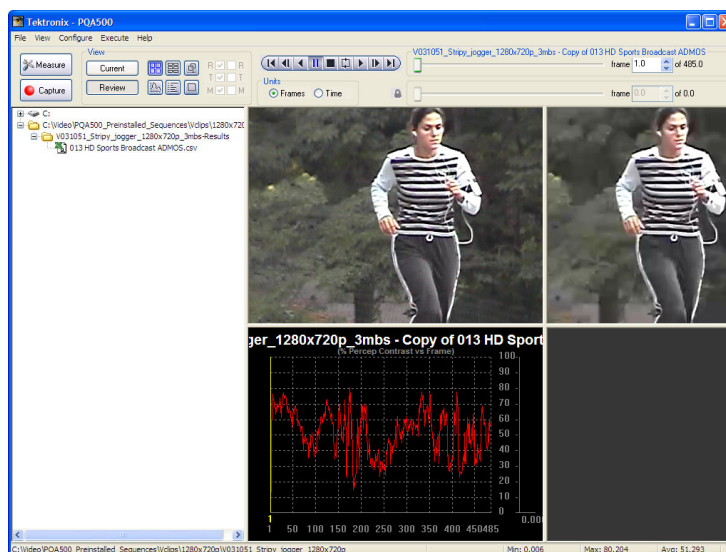 Tektronix - PQA500
File View Configure Execute Help
Measure
Capture
View
Current
Review
R R
T T
M M
Units
Frames Time
V031051_Stripy_jogger_1280x720p_3mbs - Copy of 013 HD Sports Broadcast ADMOS
frame 1.0 of 485.0
frame 0.0 of 0.0
C:
C:\Video\PQA500_Preinstalled_Sequences\Vclips\1280x720
V031051_Stripy_jogger_1280x720p_3mbs-Results
013 HD Sports Broadcast ADMOS.csv
ger_1280x720p_3mbs - Copy of 013 HD Sport
(% Percep Contrast vs Frame)
100
90
80
70
60
50
40
30
20
10
0
1
1 50 100 150 200 250 300 350 400 450 485
0.00
C:\Video\PQA500_Preinstalled_Sequences\Vclips\1280x720p\V031051_Stripy_jogger_1280x720p
Min: 0.006 Max: 80.204 Avg: 51.293